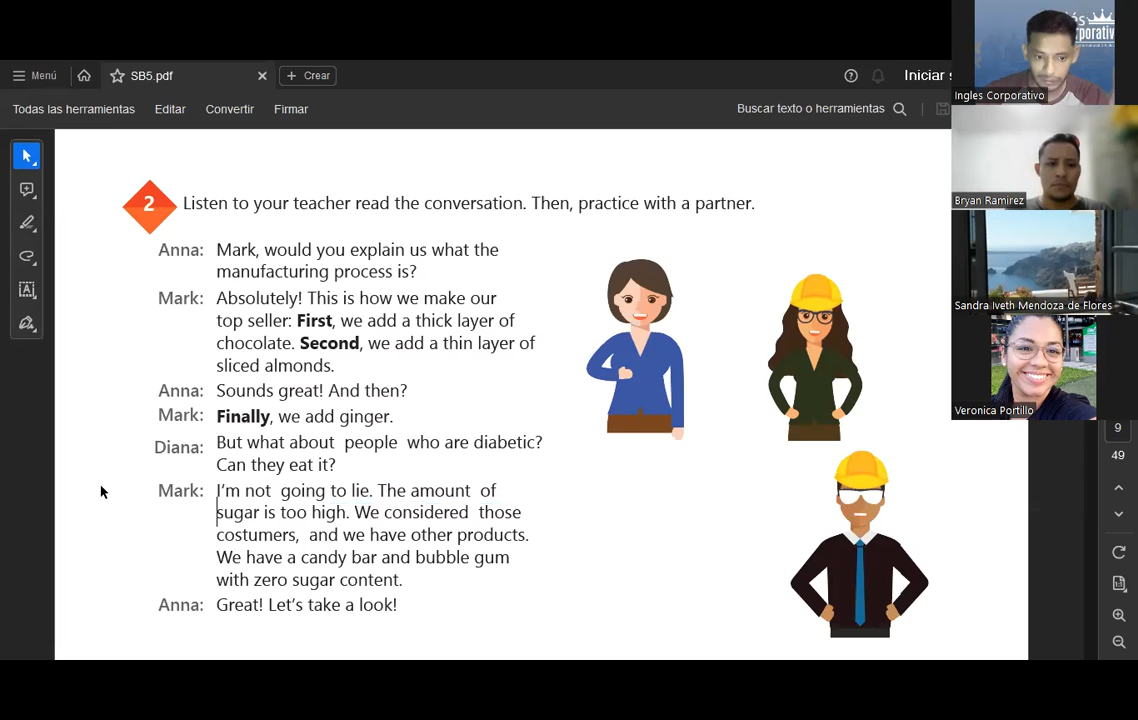 Menú
SB5.pdf
Crear
Iniciar s
Todas las herramientas
Editar
Convertir
Firmar
Buscar texto o herramientas
2
Listen to your teacher read the conversation. Then, practice with a partner.
Anna: Mark, would you explain us what the
manufacturing process is?
Mark: Absolutely! This is how we make our
top seller: First, we add a thick layer of
chocolate. Second, we add a thin layer of
sliced almonds.
Anna: Sounds great! And then?
Mark: Finally, we add ginger.
Diana: But what about people who are diabetic?
Can they eat it?
Mark: I'm not going to lie. The amount of
sugar is too high. We considered those
costumers, and we have other products.
We have a candy bar and bubble gum
with zero sugar content.
Anna: Great! Let's take a look!
Ingles Corporativo
Bryan Ramirez
Sandra Iveth Mendoza de Flores
Veronica Portillo
9
49